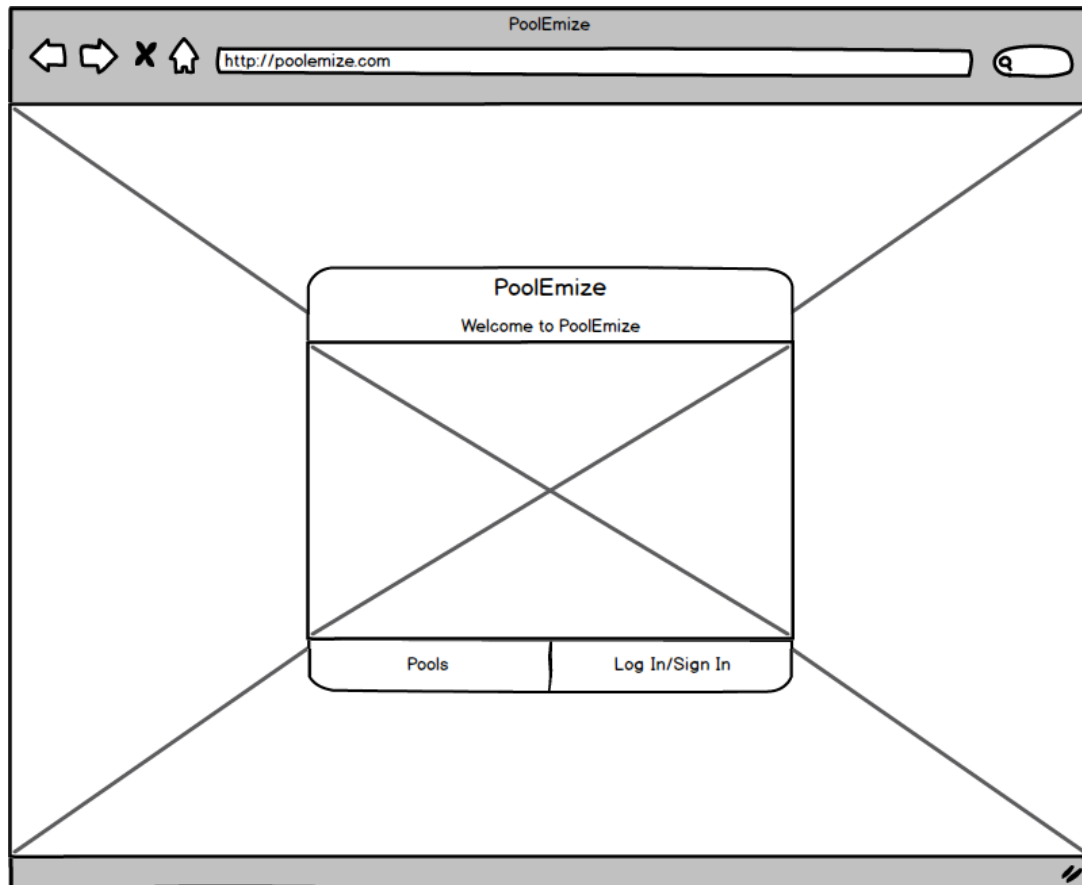 PoolEmize
http://poolemize.com
PoolEmize
Welcome to PoolEmize
Pools
Log In/Sign In